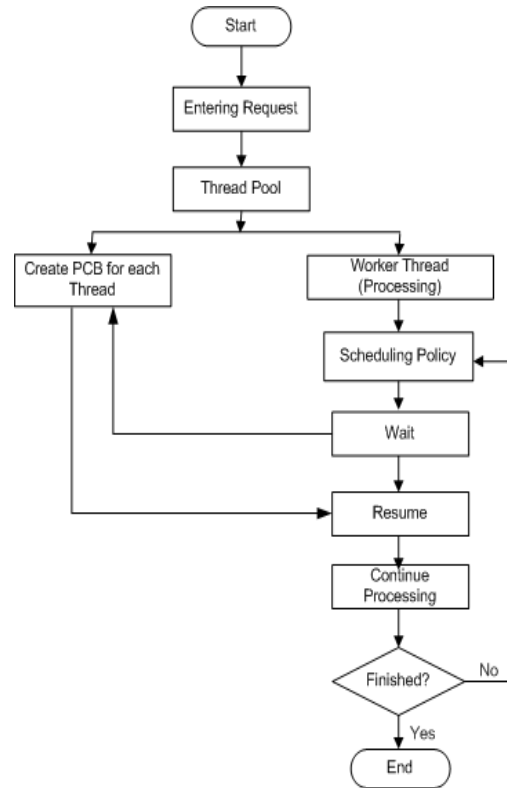 Start
Entering Request
Thread Pool
Create PCB for each
Thread
Worker Thread
(Processing)
Scheduling Policy
Wait
Resume
Continue
Processing
Finished?
No
Yes
End